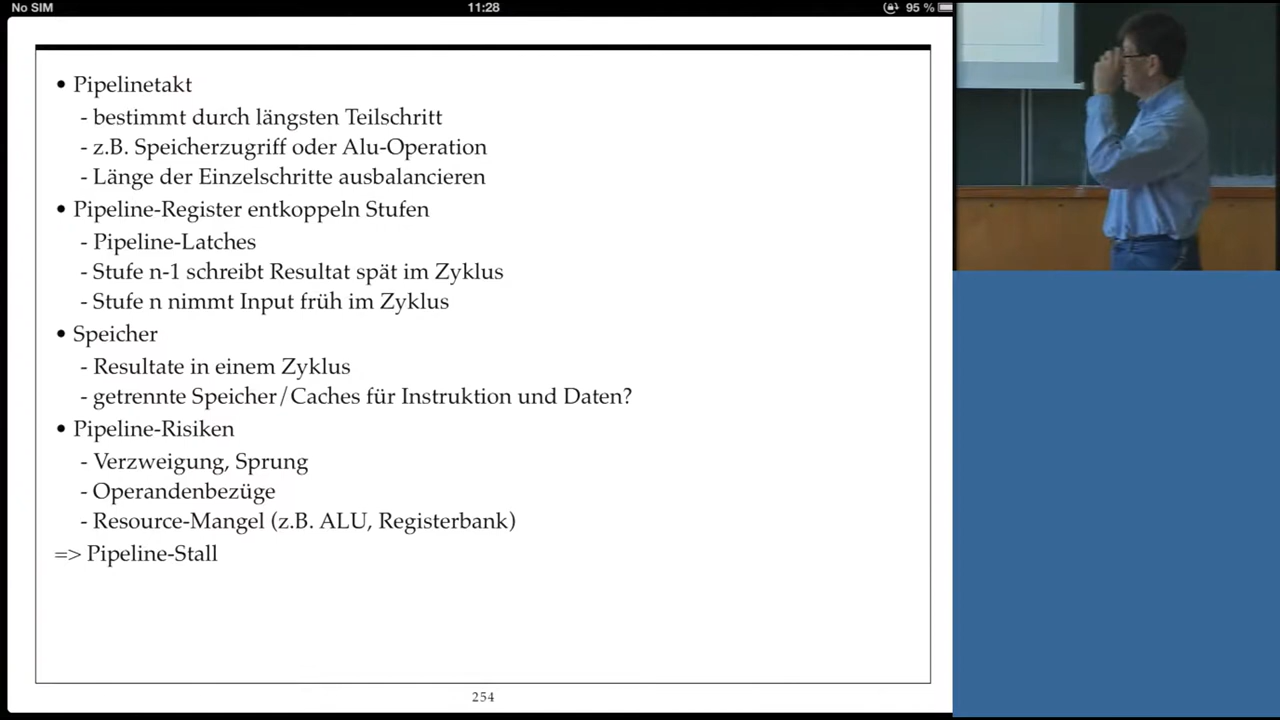 No SIM
11:28
95 %
• Pipelinetakt
- bestimmt durch längsten Teilschritt
- z.B. Speicherzugriff oder Alu-Operation
- Länge der Einzelschritte ausbalancieren
• Pipeline-Register entkoppeln Stufen
- Pipeline-Latches
- Stufe n-1 schreibt Resultat spät im Zyklus
- Stufe n nimmt Input früh im Zyklus
• Speicher
- Resultate in einem Zyklus
- getrennte Speicher/Caches für Instruktion und Daten?
• Pipeline-Risiken
- Verzweigung, Sprung
- Operandenbezüge
- Resource-Mangel (z.B. ALU, Registerbank)
=> Pipeline-Stall
254